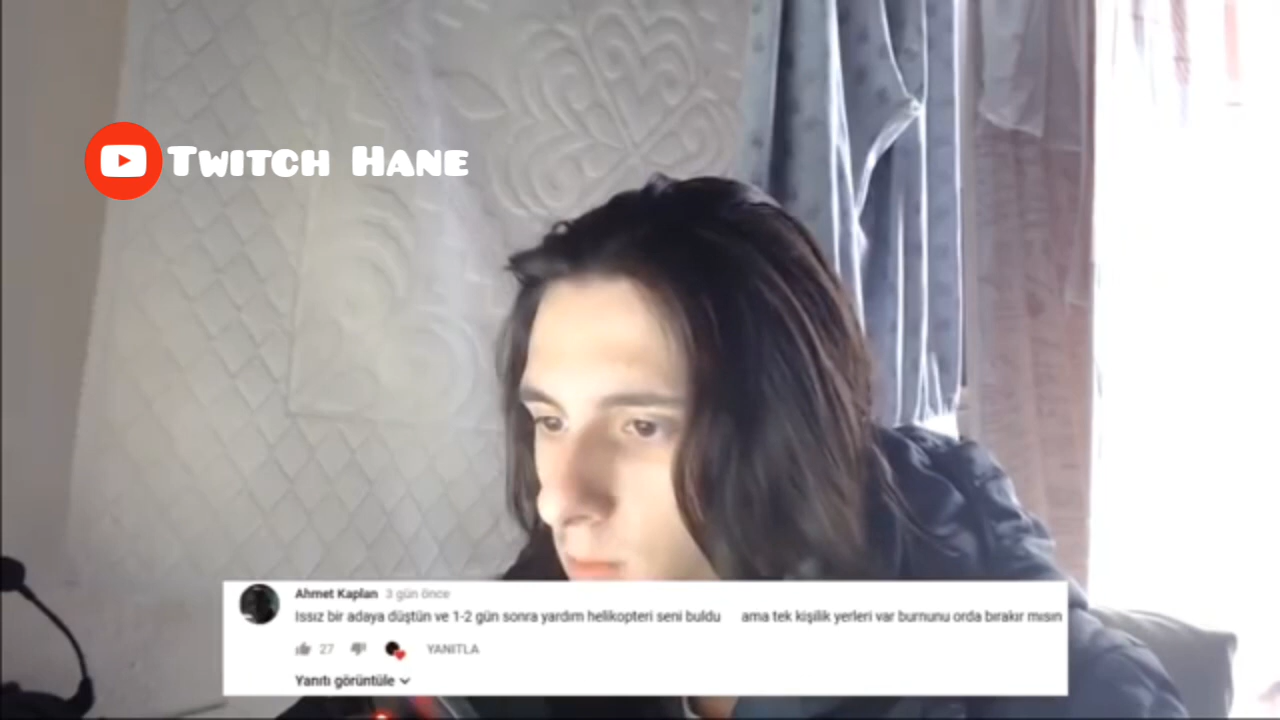 Twitch Hane
Ahmet Kaplan 3 gün önce
Issız bir adaya düştün ve 1-2 gün sonra yardım helikopteri seni buldu ama tek kişilik yerleri var burnunu orda bırakır mısın
27 YANITLA
Yanıtı görüntüle